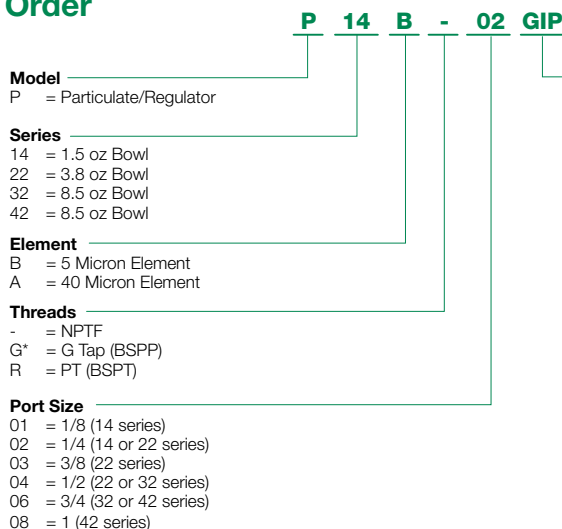 Order
P 14 B - 02 GIP
Model
P = Particulate/Regulator
Series
14 = 1.5 oz Bowl
22 = 3.8 oz Bowl
32 = 8.5 oz Bowl
42 = 8.5 oz Bowl
Element
B = 5 Micron Element
A = 40 Micron Element
Threads
- = NPTF
G* = G Tap (BSPP)
R = PT (BSPT)
Port Size
01 = 1/8 (14 series)
02 = 1/4 (14 or 22 series)
03 = 3/8 (22 series)
04 = 1/2 (22 or 32 series)
06 = 3/4 (32 or 42 series)
08 = 1 (42 series)